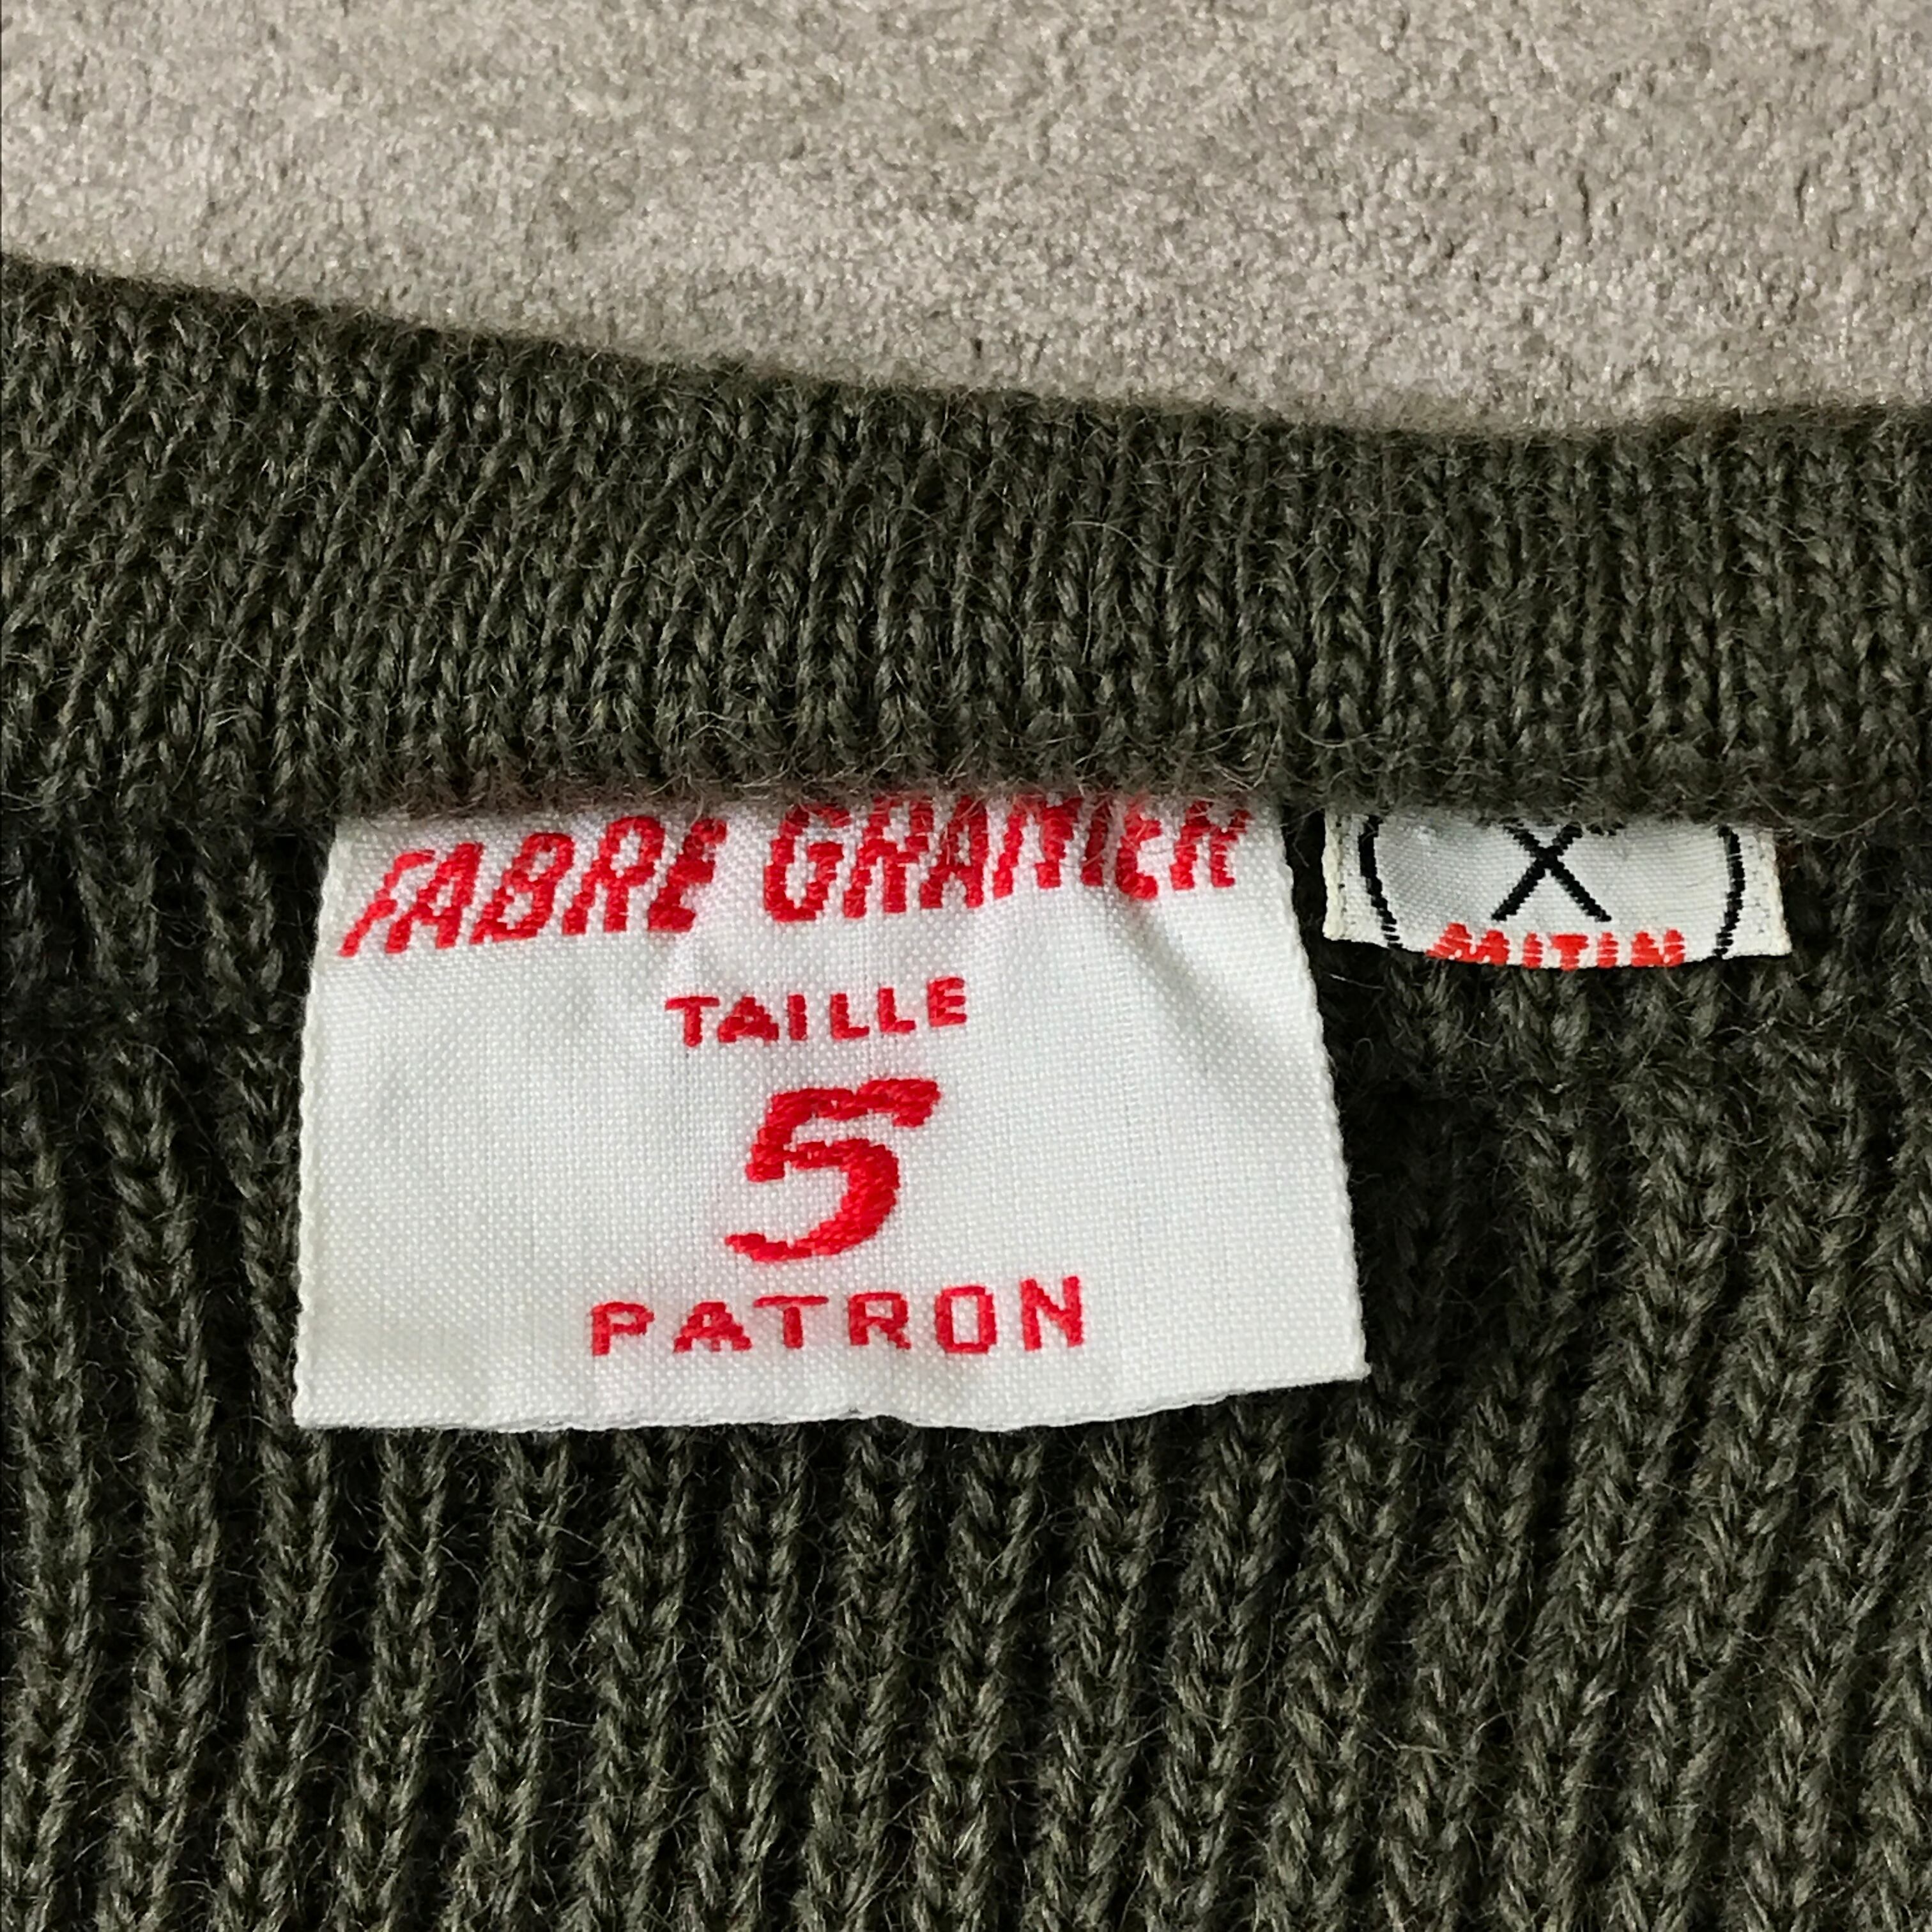 FABRE GRANIER
TAILLE
5
PATRON
X
MITIN